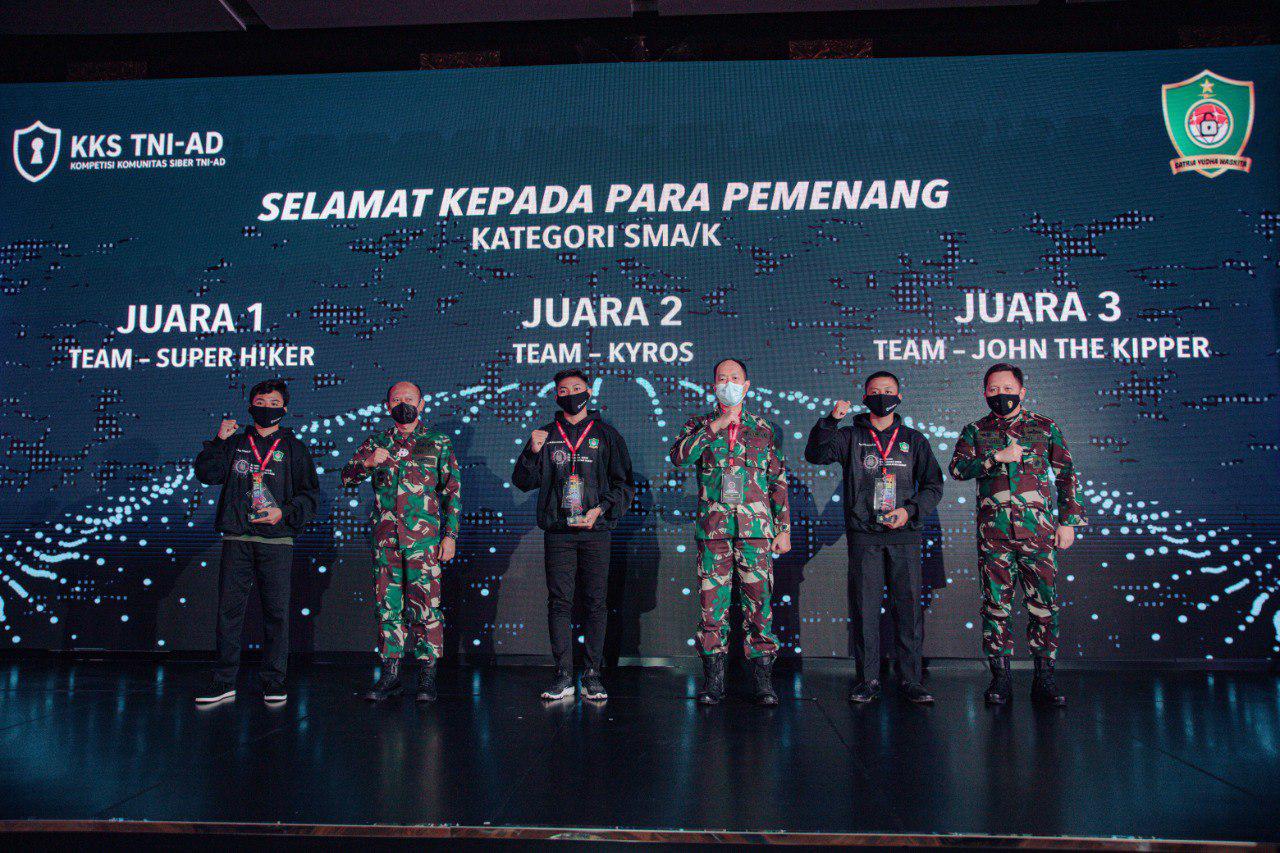 KKS TNI-AD
KOMPETISI KOMUNITAS SIBER TNI-AD
SATRIA YUDHA WASKITA
SELAMAT KEPADA PARA PEMENANG
KATEGORI SMA/K
JUARA 1
TEAM – SUPER H!KER
JUARA 2
TEAM – KYROS
JUARA 3
TEAM – JOHN THE KIPPER